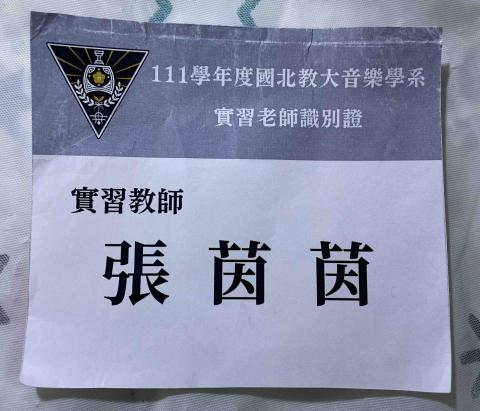 111學年度國北教大音樂學系
實習老師識別證
實習教師
張茵茵